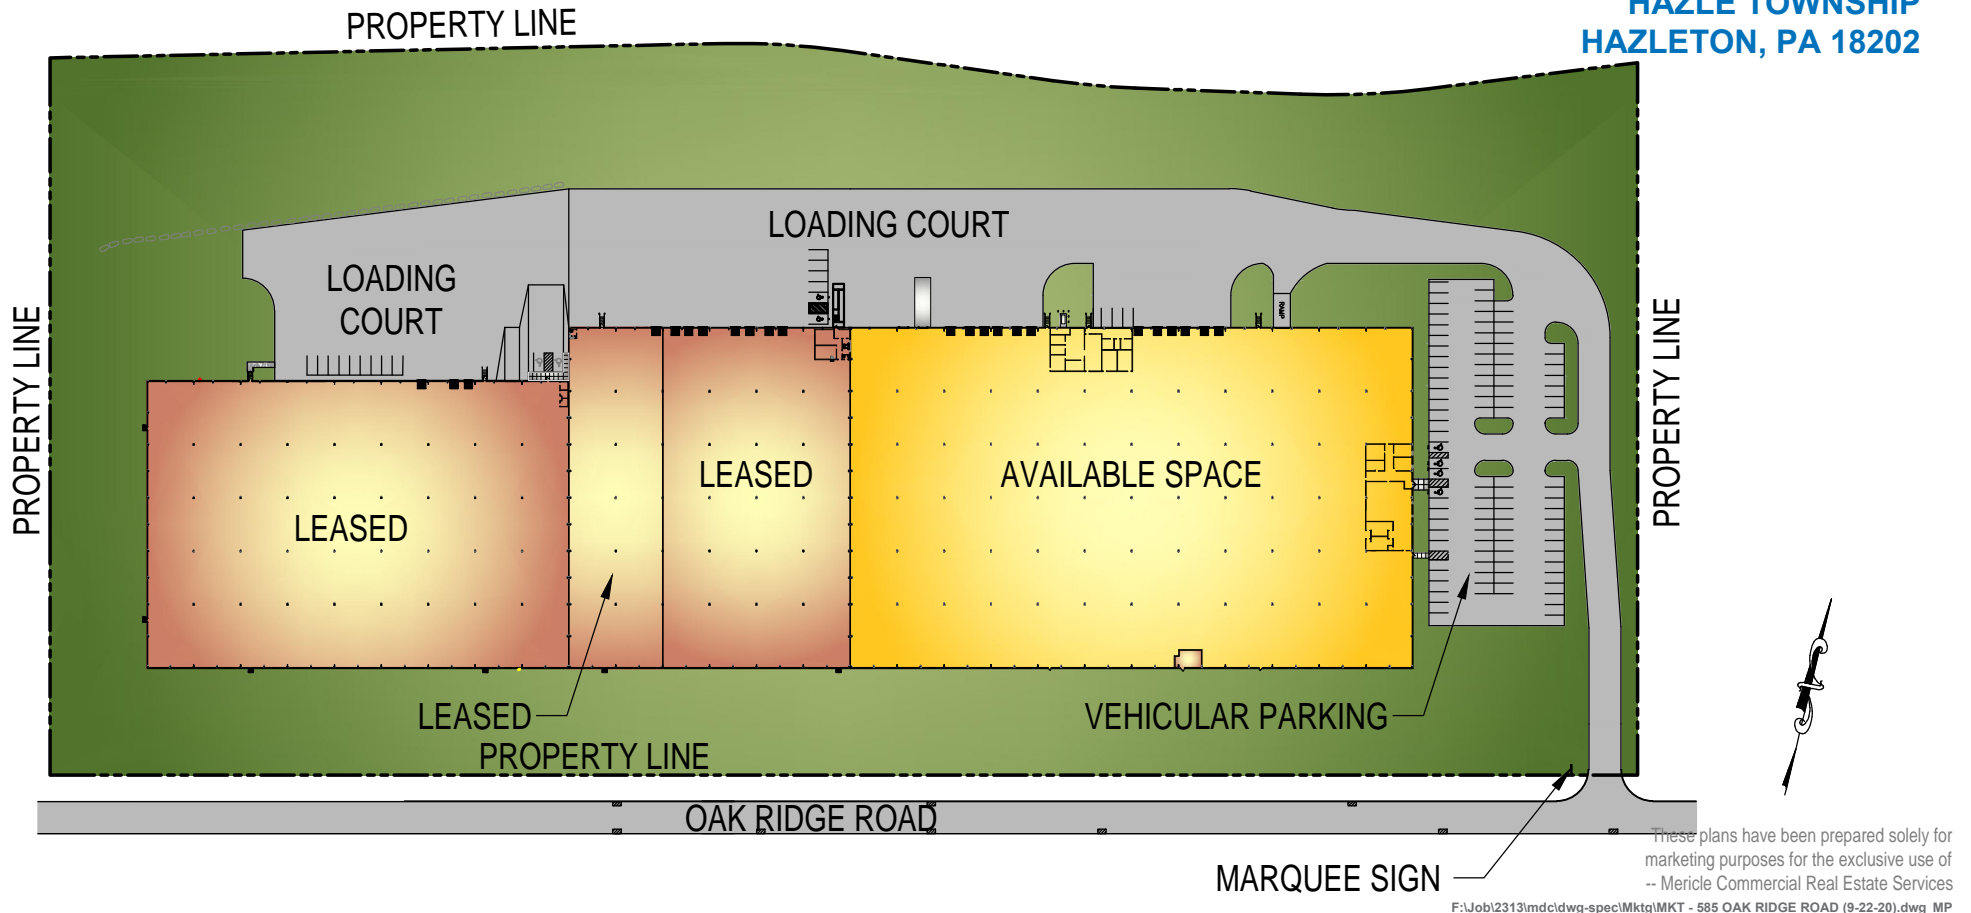 HAZLE TOWNSHIP
HAZLETON, PA 18202
PROPERTY LINE
LOADING COURT
LOADING
COURT
RAMP
PROPERTY LINE
PROPERTY LINE
LEASED
LEASED
AVAILABLE SPACE
LEASED
VEHICULAR PARKING
PROPERTY LINE
OAK RIDGE ROAD
MARQUEE SIGN
These plans have been prepared solely for
marketing purposes for the exclusive use of
-- Mericle Commercial Real Estate Services
F:\Job\2313\mdc\dwg-spec\Mktg\MKT - 585 OAK RIDGE ROAD (9-22-20).dwg MP